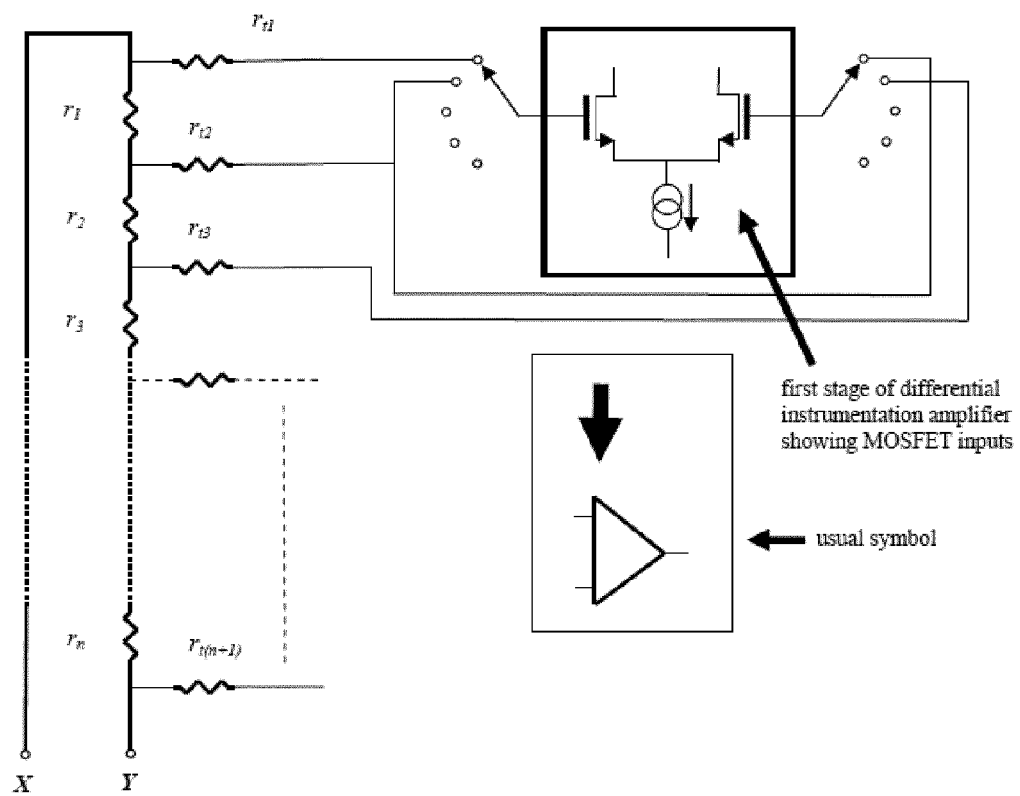 r_t1
r_1
r_t2
r_2
r_t3
r_3
first stage of differential
instrumentation amplifier
showing MOSFET inputs
usual symbol
r_n
r_t(n+1)
X
Y